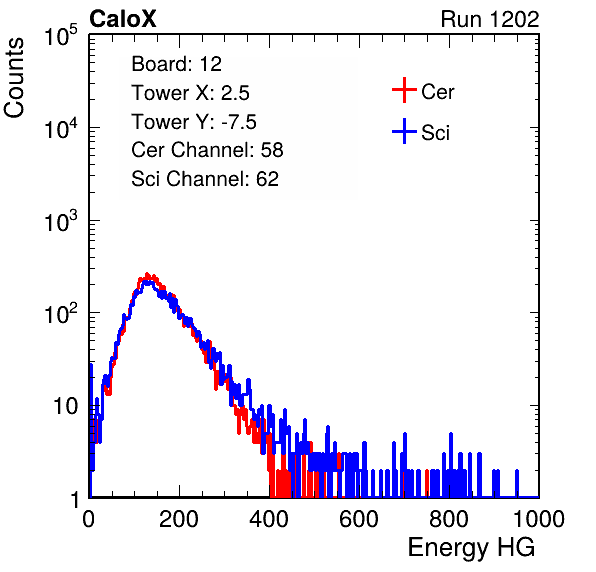 CaloX Run 1202
Board: 12
Tower X: 2.5
Tower Y: -7.5
Cer Channel: 58
Sci Channel: 62
Cer
Sci
Counts
10^5
10^4
10^3
10^2
10
1
0 200 400 600 800 1000
Energy HG